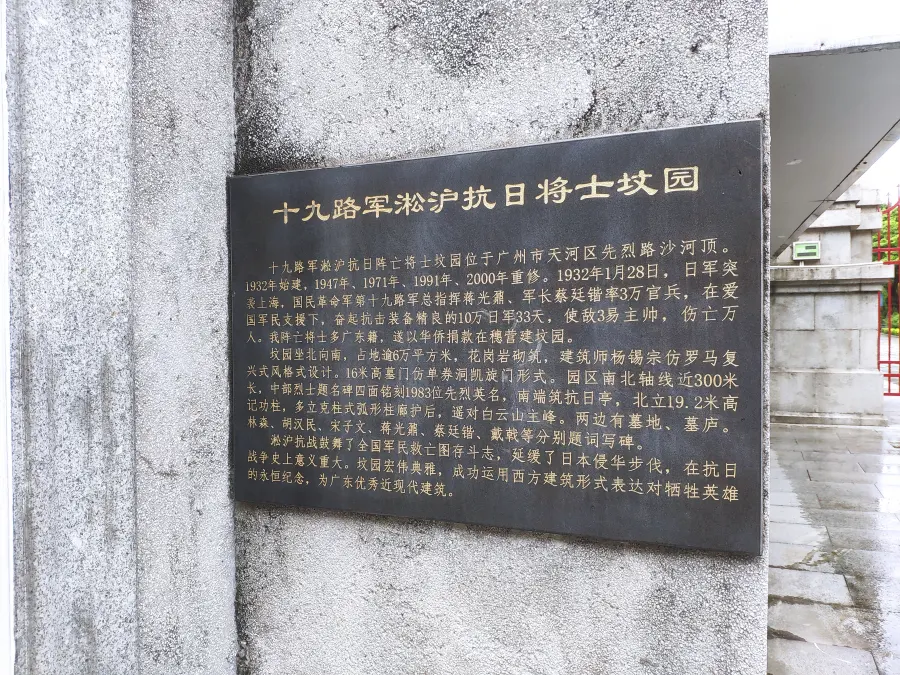 十九路军淞沪抗日将士坟园
十九路军淞沪抗日阵亡将士坟园位于广州市天河区先烈路沙河顶。
1932年始建，1947年、1971年、1991年、2000年重修。1932年1月28日，日军突
袭上海，国民革命军第十九路军总指挥蒋光鼐、军长蔡廷锴率3万官兵，在爱
国军民支援下，奋起抗击装备精良的10万日军33天，使敌3易主帅，伤亡万
人。我阵亡将士多广东籍，遂以华侨捐款在穗营建坟园。
坟园坐北向南，占地逾6万平方米，花岗岩砌筑，建筑师杨锡宗仿罗马复
兴式风格式设计。16米高墓门仿单券洞凯旋门形式。园区南北轴线近300米
长，中部烈士题名碑四面铭刻1983位先烈英名，南端筑抗日亭，北立19.2米高
记功柱，多立克柱式弧形柱廊护后，遥对白云山主峰。两边有墓地、墓庐。
林森、胡汉民、宋子文、蒋光鼐、蔡廷锴、戴戟等分别题词写碑。
淞沪抗战鼓舞了全国军民救亡图存斗志，延缓了日本侵华步伐，在抗日
战争史上意义重大。坟园宏伟典雅，成功运用西方建筑形式表达对牺牲英雄
的永恒纪念，为广东优秀近现代建筑。